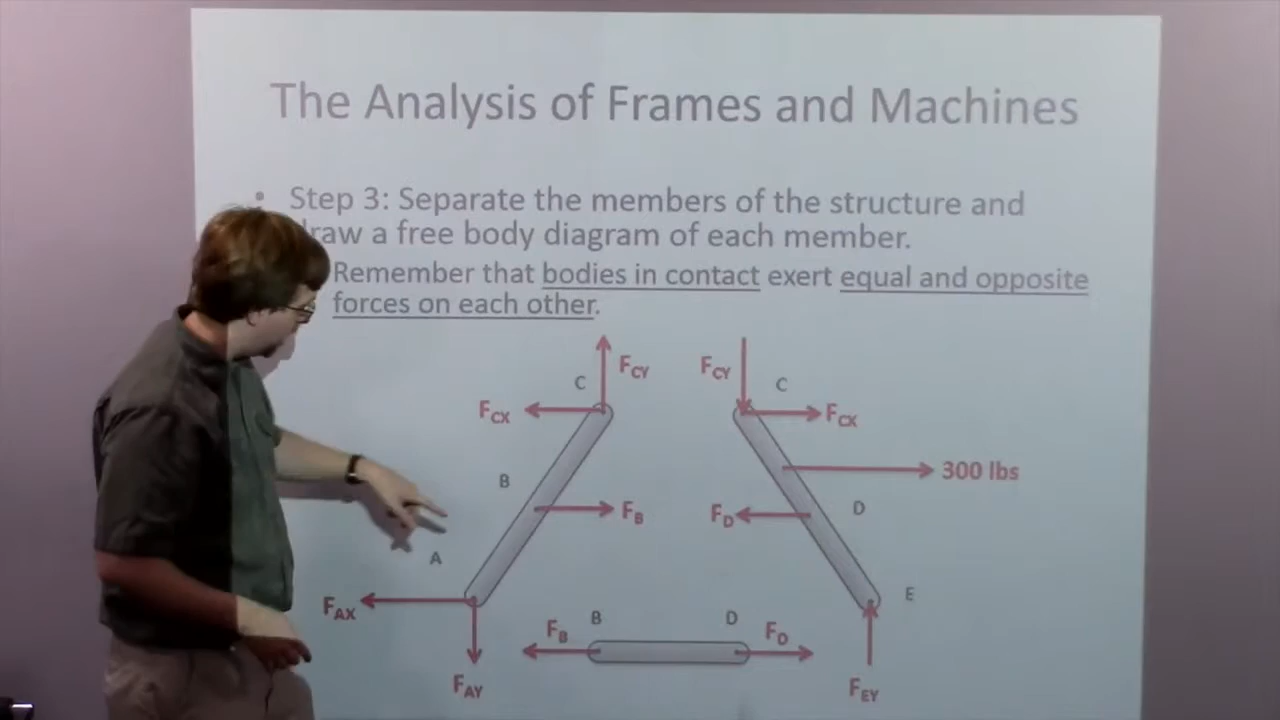 The Analysis of Frames and Machines
• Step 3: Separate the members of the structure and
draw a free body diagram of each member.
Remember that bodies in contact exert equal and opposite
forces on each other.
C
FCY
FCX
B
FB
A
FAX
FAY
FCY
C
FCX
300 lbs
FD
D
E
FEY
B
D
FB
FD